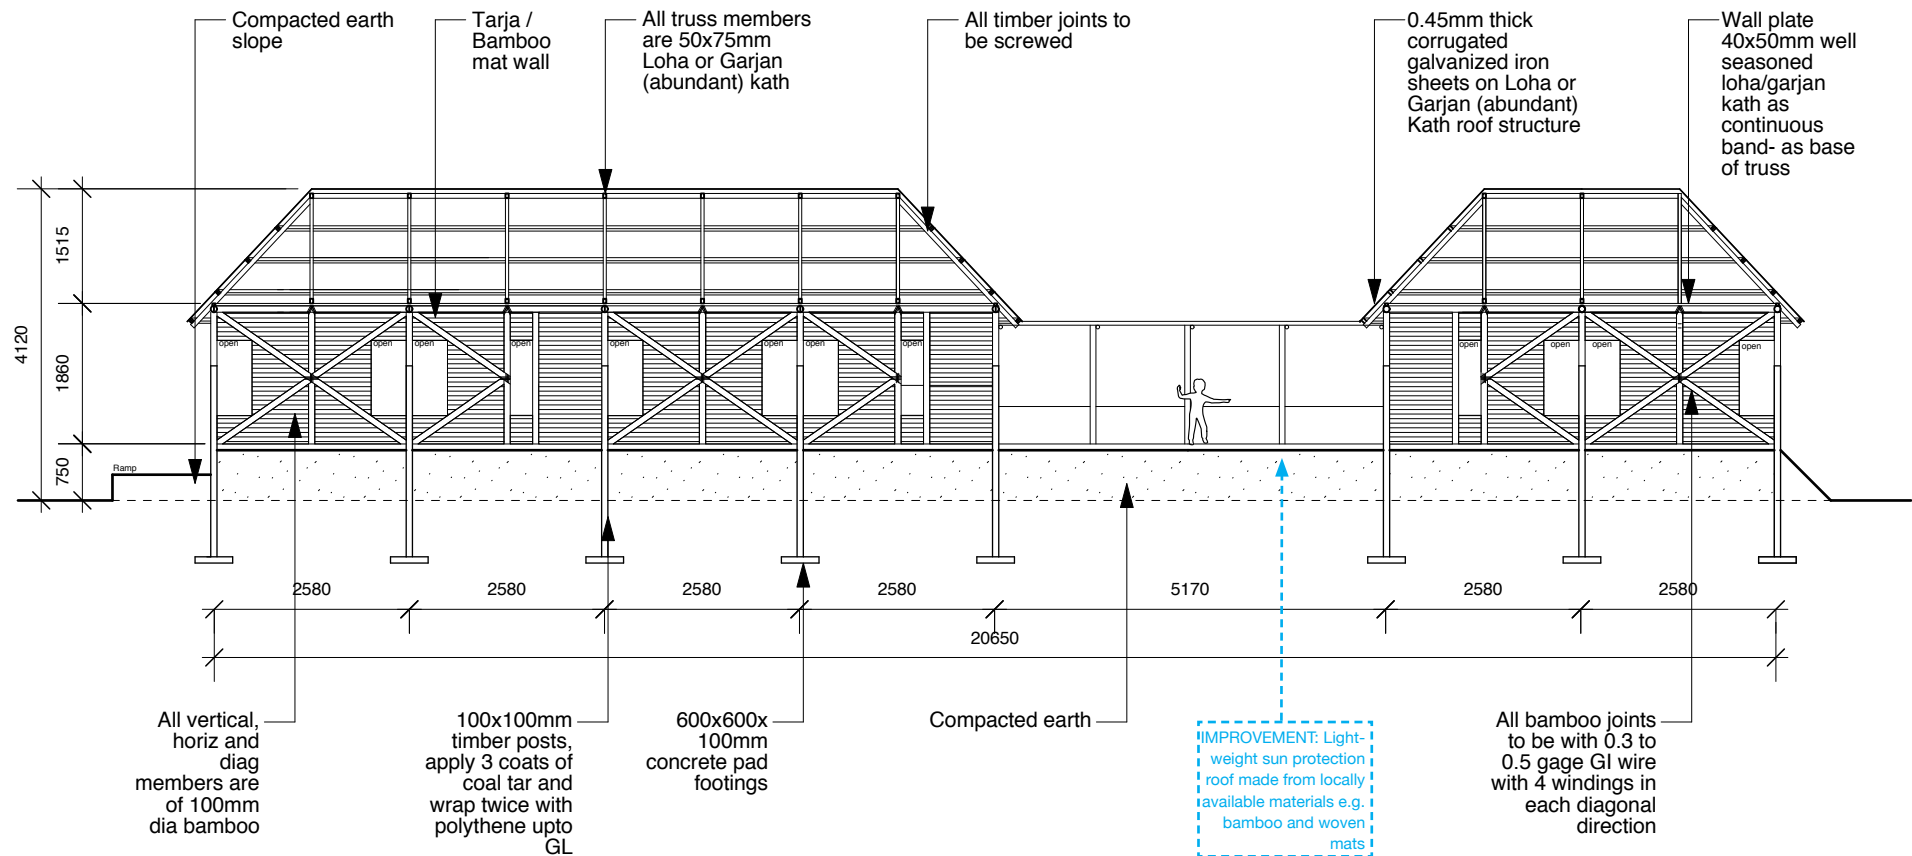 Compacted earth
slope
Tarja /
Bamboo
mat wall
All truss members
are 50x75mm
Loha or Garjan
(abundant) kath
All timber joints to
be screwed
0.45mm thick
corrugated
galvanized iron
sheets on Loha or
Garjan (abundant)
Kath roof structure
Wall plate
40x50mm well
seasoned
loha/garjan
kath as
continuous
band- as base
of truss
4120
1515
1860
750
open
open
open
open
open
open
open
open
open
open
open
open
Ramp
2580
2580
2580
2580
5170
2580
2580
20650
All vertical,
horiz and
diag
members are
of 100mm
dia bamboo
100x100mm
timber posts,
apply 3 coats of
coal tar and
wrap twice with
polythene upto
GL
600x600x
100mm
concrete pad
footings
Compacted earth
IMPROVEMENT: Light-
weight sun protection
roof made from locally
available materials e.g.
bamboo and woven
mats
All bamboo joints
to be with 0.3 to
0.5 gage GI wire
with 4 windings in
each diagonal
direction